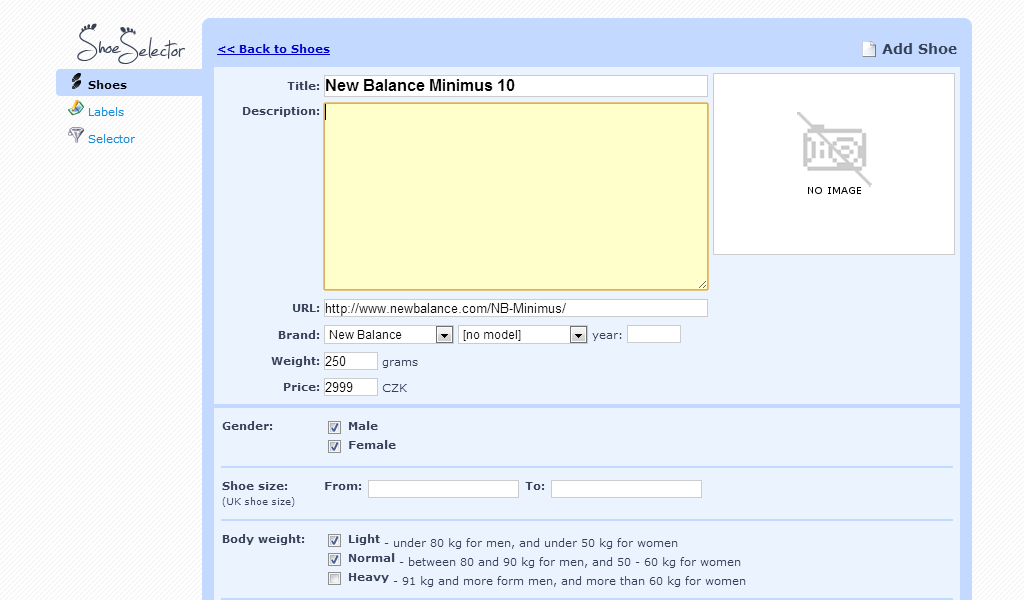 ShoeSelector
Shoes
Labels
Selector
<< Back to Shoes
Add Shoe
Title: New Balance Minimus 10
Description:
NO IMAGE
URL: http://www.newbalance.com/NB-Minimus/
Brand: New Balance [no model] year:
Weight: 250 grams
Price: 2999 CZK
Gender: Male
Female
Shoe size: From: To:
(UK shoe size)
Body weight: Light - under 80 kg for men, and under 50 kg for women
Normal - between 80 and 90 kg for men, and 50 - 60 kg for women
Heavy - 91 kg and more form men, and more than 60 kg for women